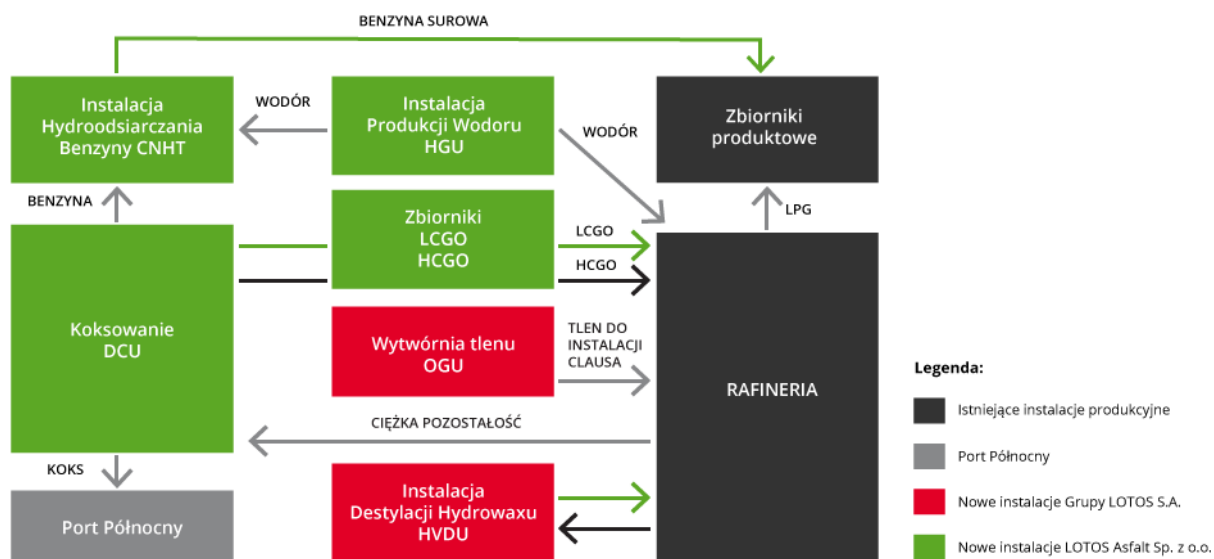 BENZYNA SUROWA
Instalacja
Hydroodsiarczania
Benzyny CNHT
WODÓR
Instalacja
Produkcji Wodoru
HGU
WODÓR
Zbiorniki
produktowe
BENZYNA
LPG
Zbiorniki
LCGO
HCGO
LCGO
HCGO
Koksowanie
DCU
Wytwórnia tlenu
OGU
TLEN DO
INSTALACJI
CLAUSA
RAFINERIA
CIĘŻKA POZOSTAŁOŚĆ
KOKS
Port Północny
Instalacja
Destylacji Hydrowaxu
HVDU
Legenda:
Istniejące instalacje produkcyjne
Port Północny
Nowe instalacje Grupy LOTOS S.A.
Nowe instalacje LOTOS Asfalt Sp. z o.o.